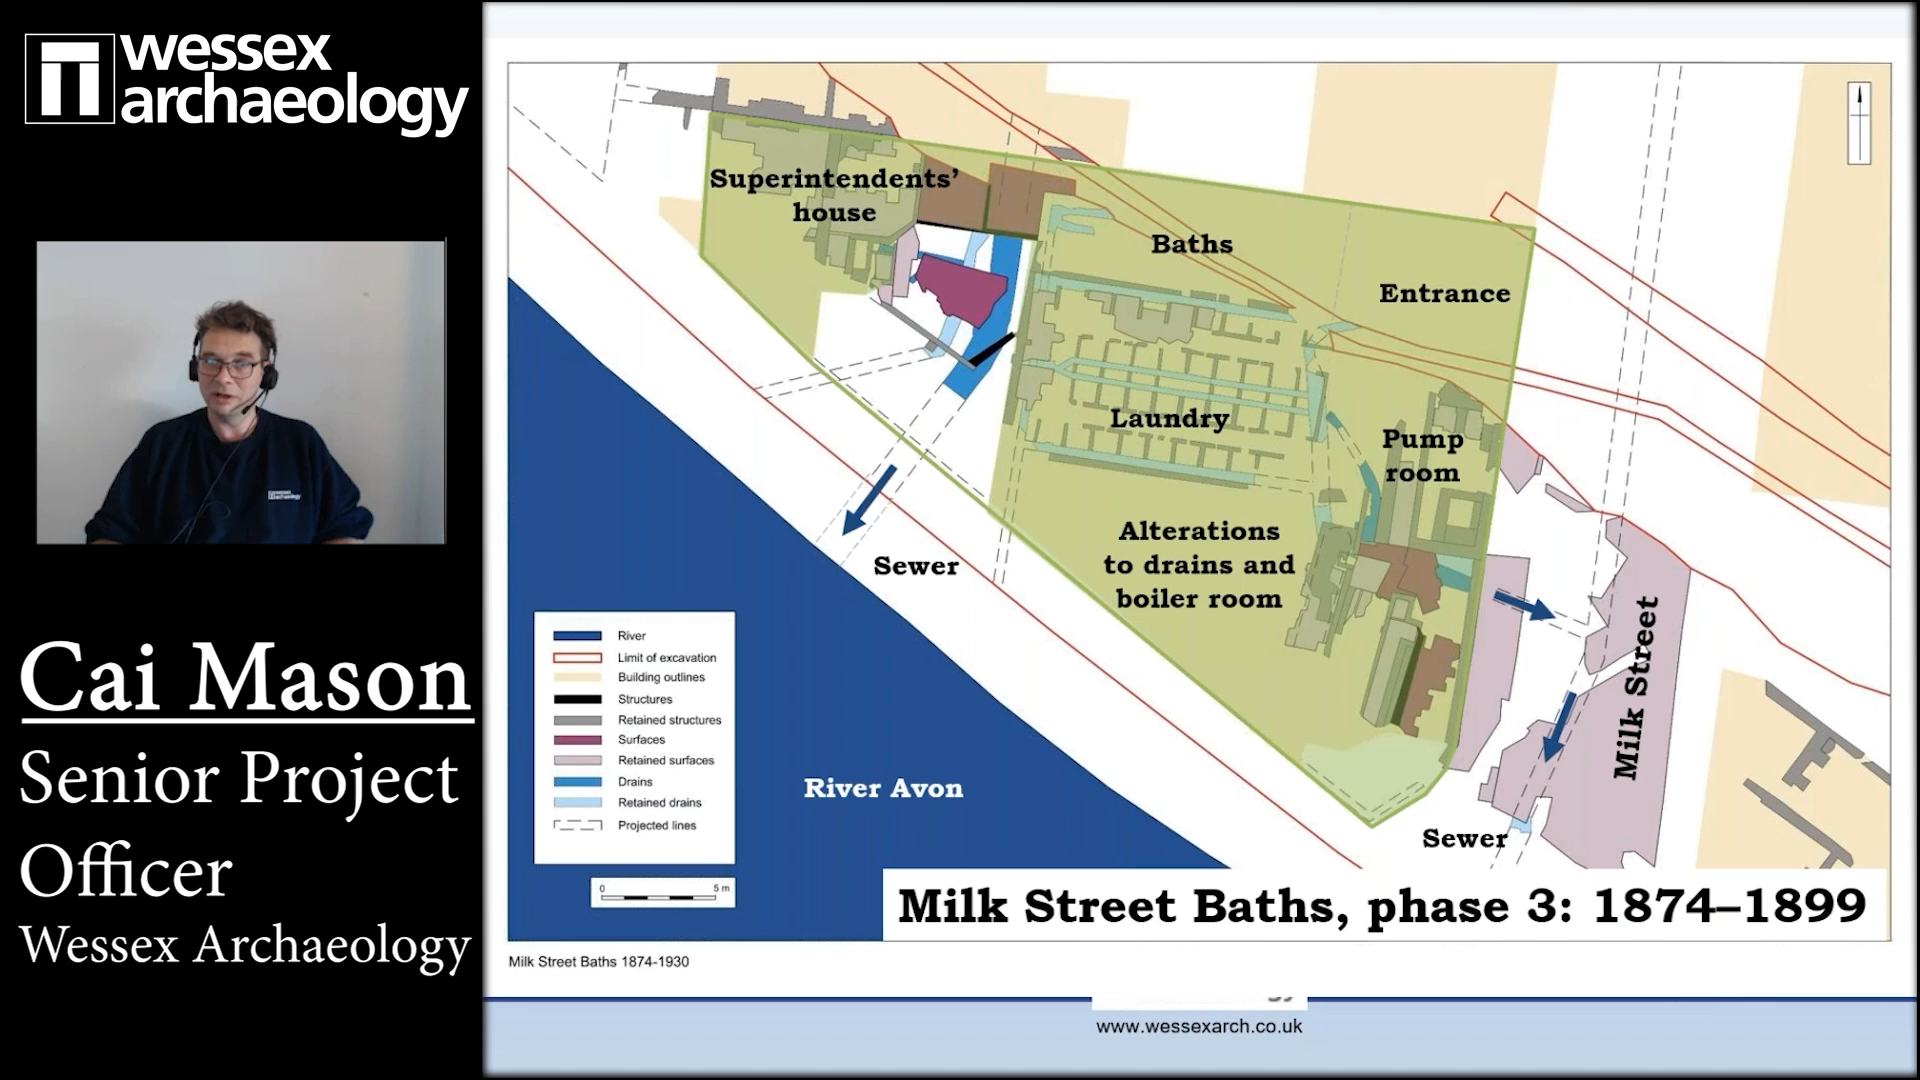 wessex
archaeology
Cai Mason
Senior Project
Officer
Wessex Archaeology
Superintendents'
house
Baths
Entrance
Laundry
Pump
room
Alterations
to drains and
boiler room
Sewer
Milk Street
River Avon
Sewer
River
Limit of excavation
Building outlines
Structures
Retained structures
Surfaces
Retained surfaces
Drains
Retained drains
Projected lines
0 5 m
Milk Street Baths, phase 3: 1874–1899
Milk Street Baths 1874-1930
www.wessexarch.co.uk